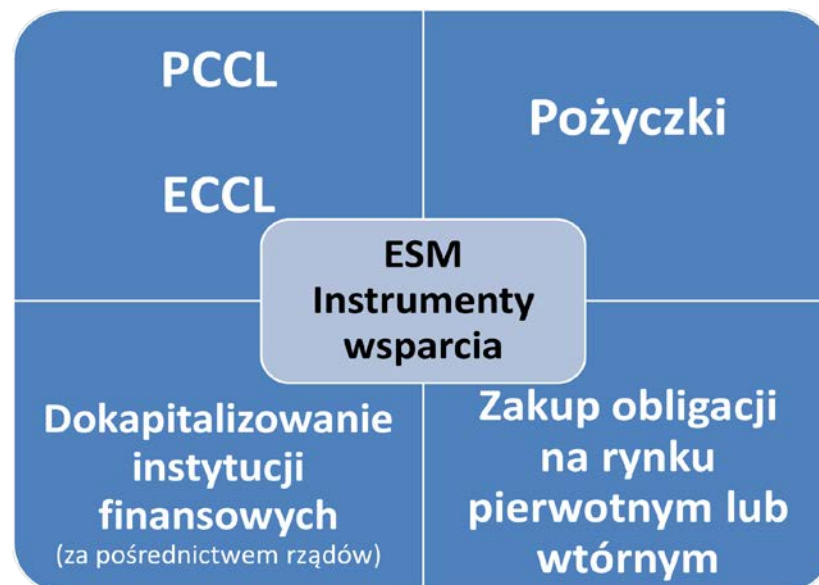 PCCL
ECCL
Pożyczki
ESM
Instrumenty
wsparcia
Dokapitalizowanie
instytucji
finansowych
(za pośrednictwem rządów)
Zakup obligacji
na rynku
pierwotnym lub
wtórnym